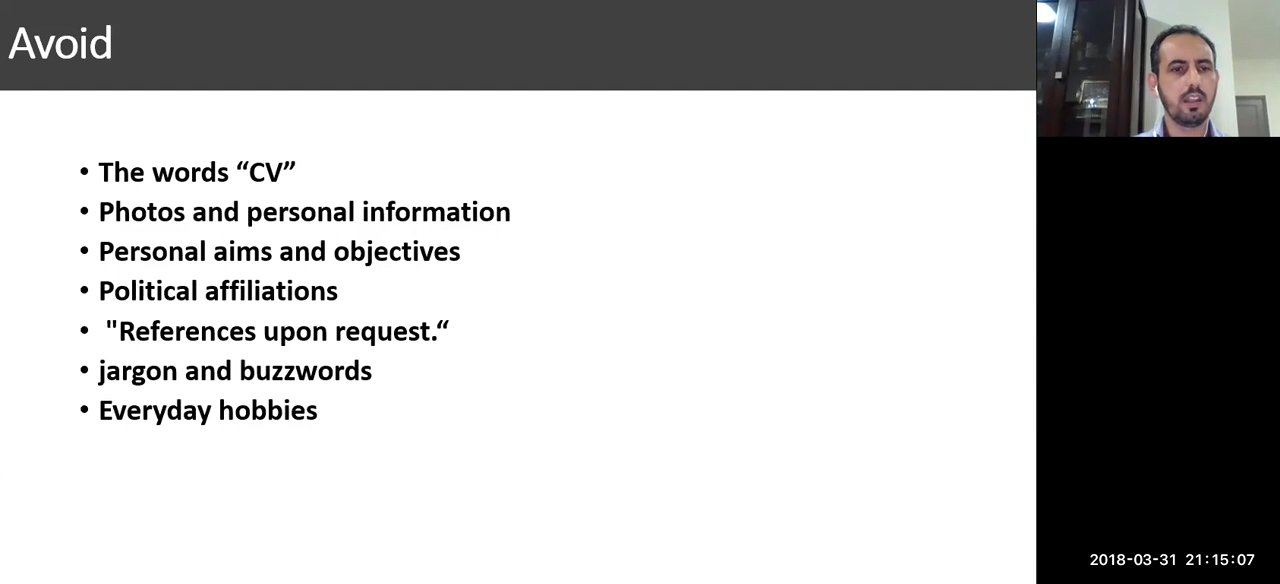 Avoid
• The words “CV”
• Photos and personal information
• Personal aims and objectives
• Political affiliations
• "References upon request.“
• jargon and buzzwords
• Everyday hobbies
2018-03-31 21:15:07